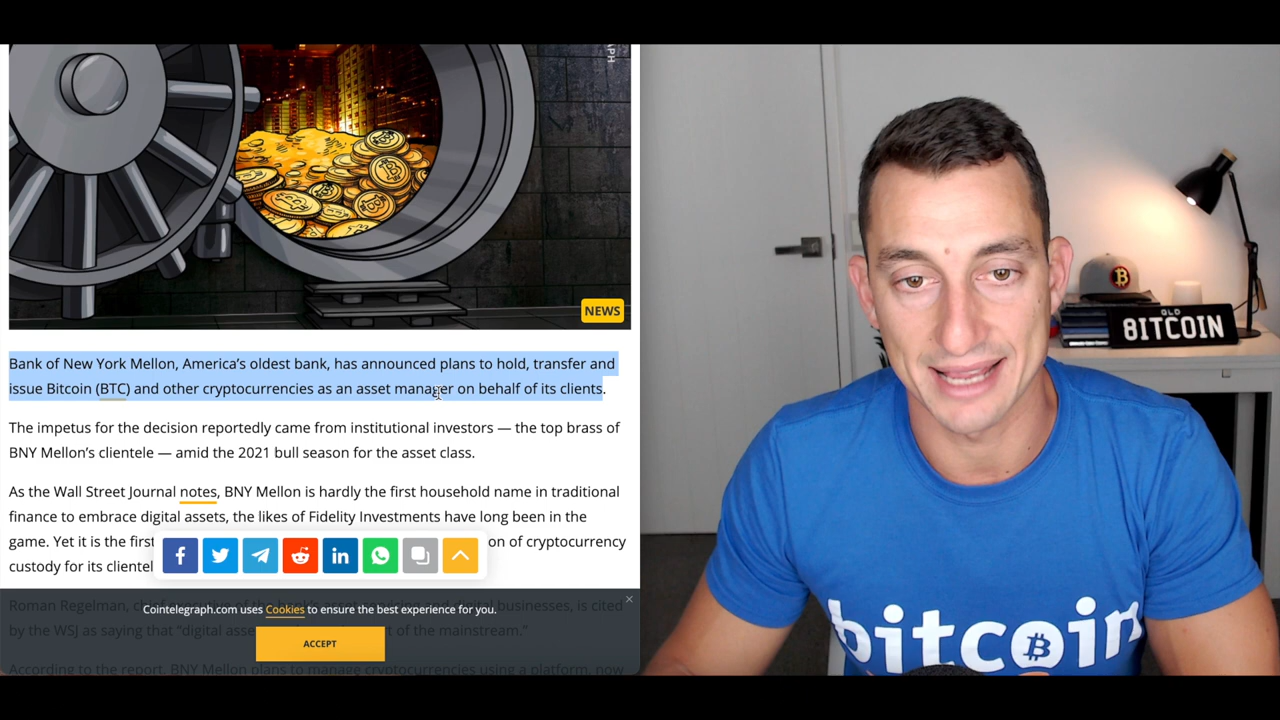 NEWS
Bank of New York Mellon, America's oldest bank, has announced plans to hold, transfer and
issue Bitcoin (BTC) and other cryptocurrencies as an asset manager on behalf of its clients.
The impetus for the decision reportedly came from institutional investors — the top brass of
BNY Mellon's clientele — amid the 2021 bull season for the asset class.
As the Wall Street Journal notes, BNY Mellon is hardly the first household name in traditional
finance to embrace digital assets, the likes of Fidelity Investments have long been in the
game. Yet it is the first on of cryptocurrency
custody for its clientel
Roman Regelman, businesses, is cited
by the WSJ as saying that "digital asse t of the mainstream."
According to the report, BNY Mellon plans to manage cryptocurrencies using a platform, now
Cointelegraph.com uses Cookies to ensure the best experience for you.
ACCEPT
QLD
8ITCOIN
bitcoin